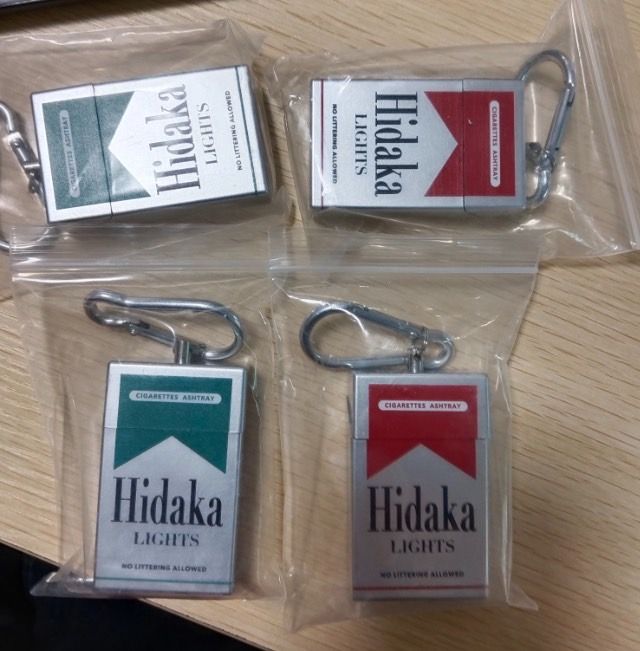 CIGARETTES ASHTRAY
Hidaka
LIGHTS
NO LITTERING ALLOWED
CIGARETTES ASHTRAY
Hidaka
LIGHTS
NO LITTERING ALLOWED
CIGARETTES ASHTRAY
Hidaka
LIGHTS
NO LITTERING ALLOWED
CIGARETTES ASHTRAY
Hidaka
LIGHTS
NO LITTERING ALLOWED